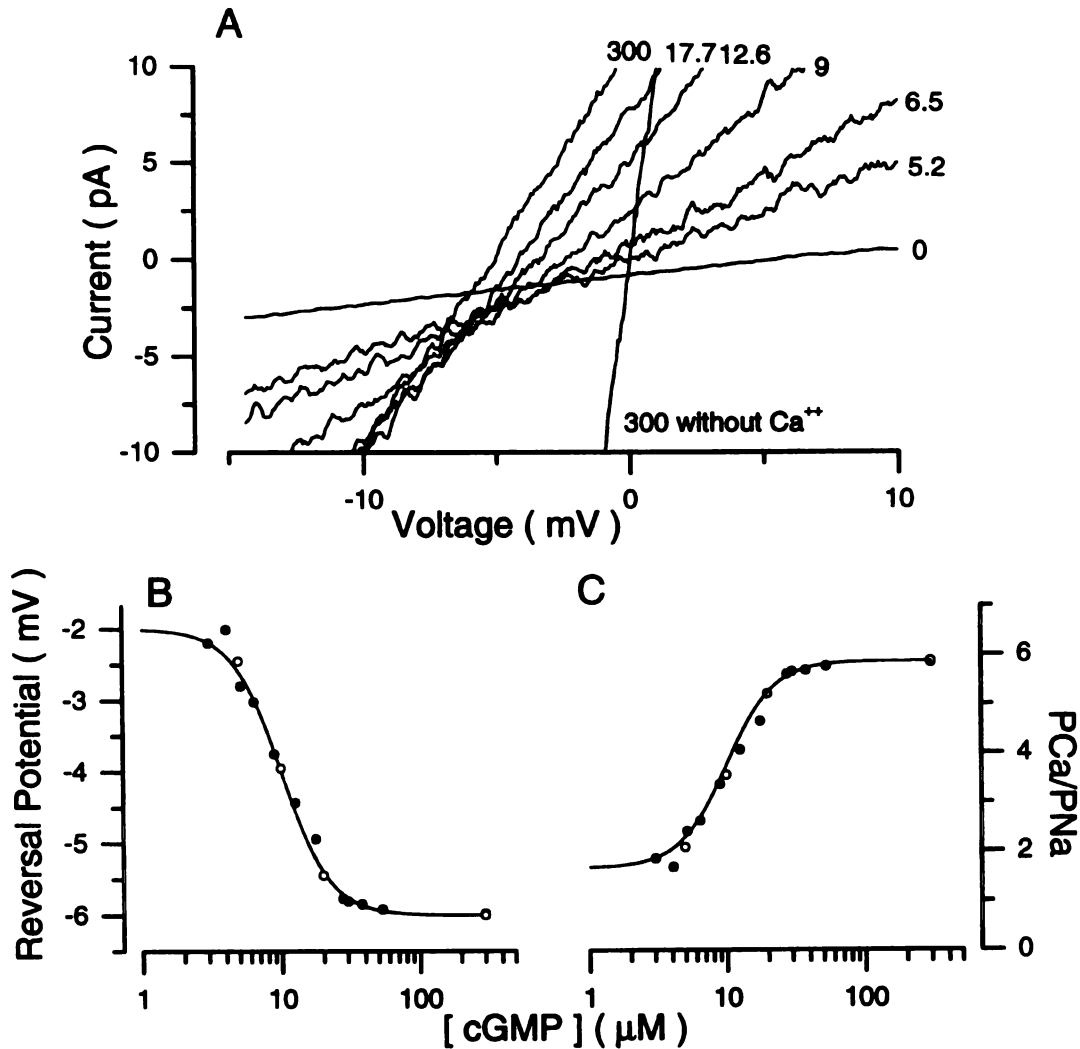 A
300 17.7 12.6 9
10
6.5
5
5.2
0
0
-5
300 without Ca++
-10
-10 0 10
Voltage ( mV )
Current ( pA )
B
-2
-3
-4
-5
-6
Reversal Potential ( mV )
1 10 100
C
6
4
2
0
PCa/PNa
1 10 100
[ cGMP ] ( μM )